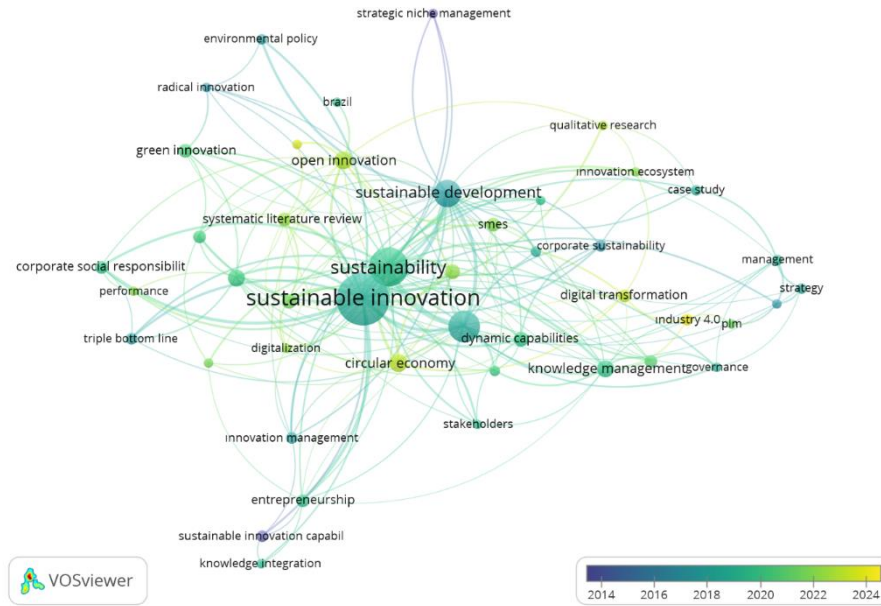 strategic niche management
environmental policy
radical innovation
brazil
qualitative research
green innovation
open innovation
innovation ecosystem
sustainable development
case study
systematic literature review
smes
corporate sustainability
management
corporate social responsibilit
sustainability
performance
sustainable innovation
digital transformation
strategy
industry 4.0
plm
triple bottom line
dynamic capabilities
digitalization
circular economy
knowledge management
governance
stakeholders
innovation management
entrepreneurship
sustainable innovation capabil
knowledge integration
VOSviewer
2014 2016 2018 2020 2022 2024